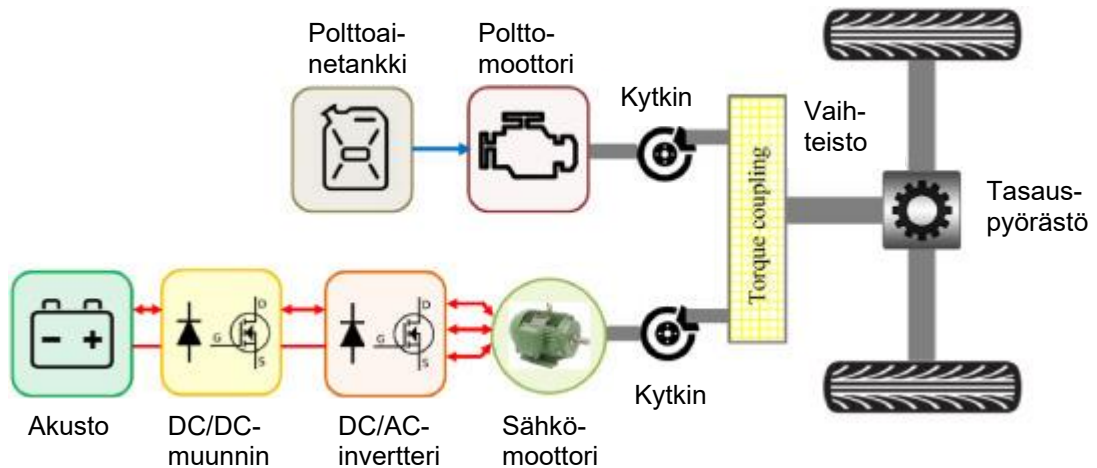 Polttoai-
netankki
Poltto-
moottori
Kytkin
Vaih-
teisto
Torque coupling
Tasaus-
pyörästö
D
G
S
D
G
S
Kytkin
Akusto
DC/DC-
muunnin
DC/AC-
invertteri
Sähkö-
moottori